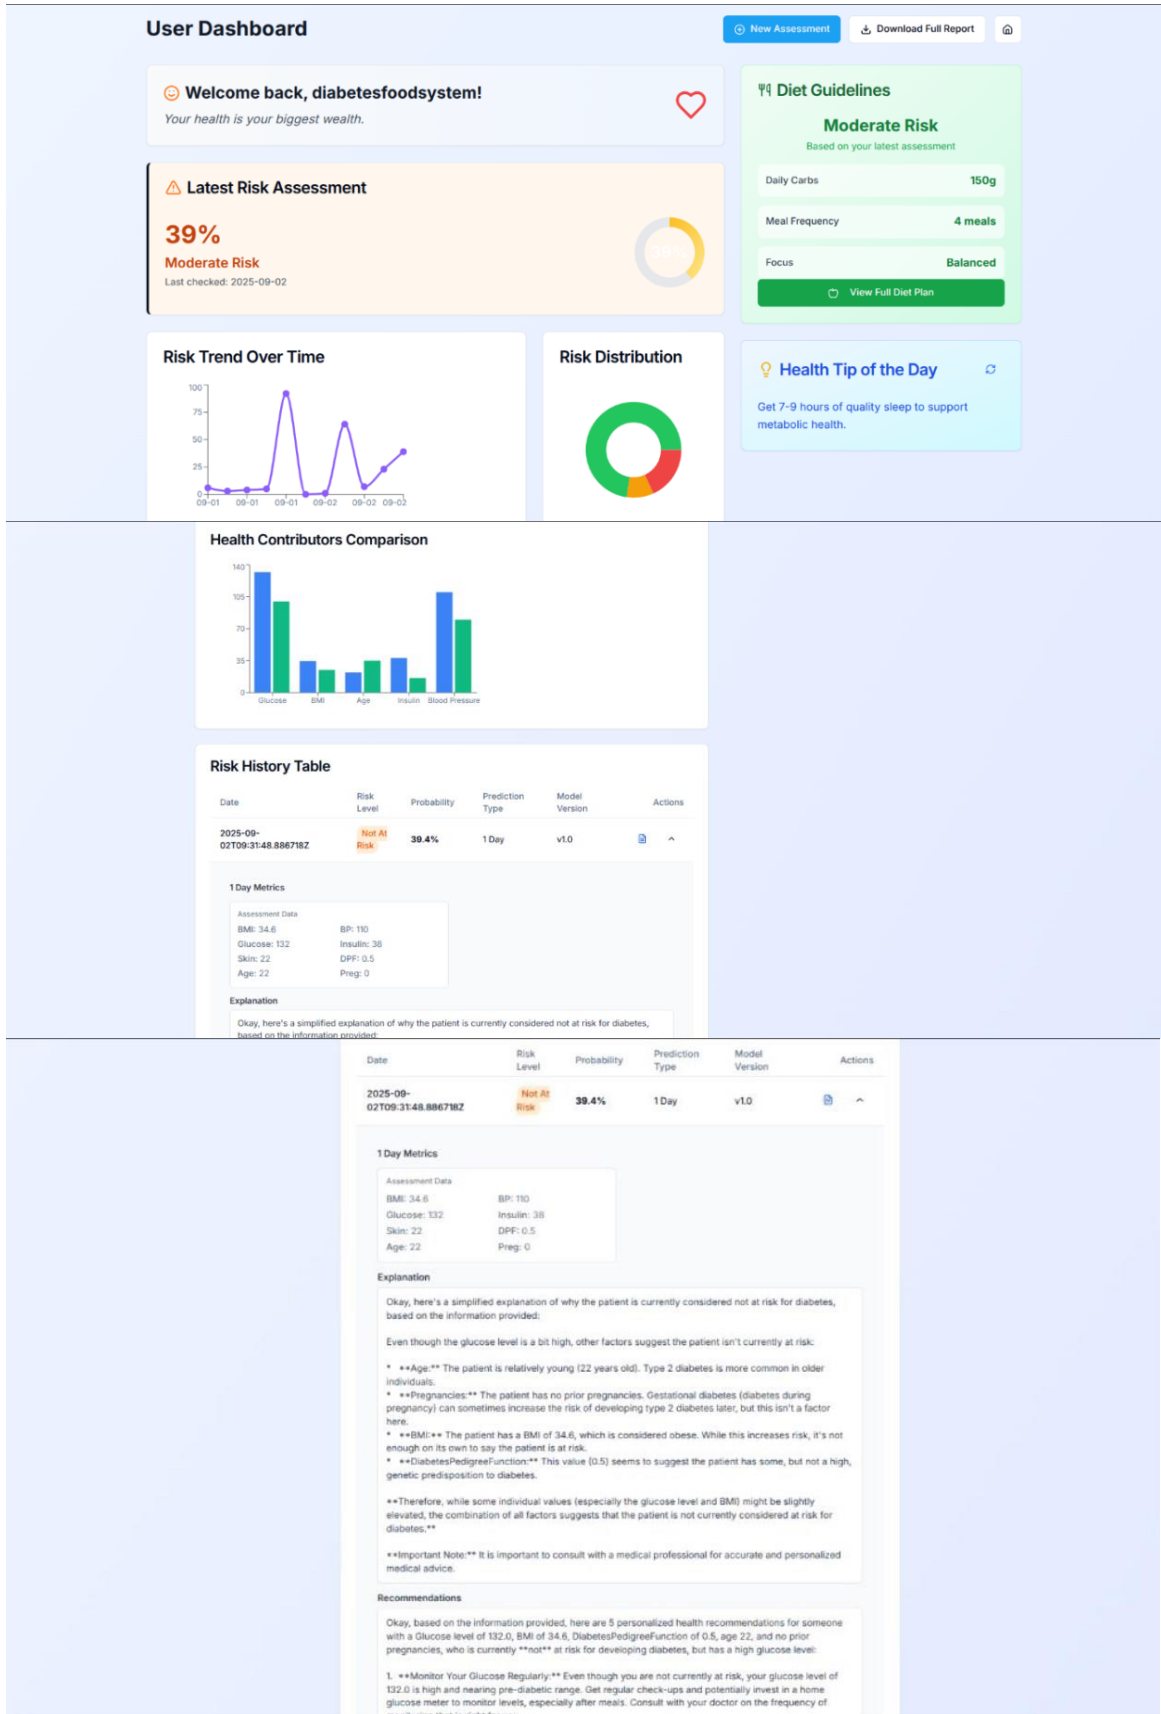 User Dashboard
New Assessment
Download Full Report
Welcome back, diabetesfoodsystem!
Your health is your biggest wealth.
Latest Risk Assessment
39%
Moderate Risk
Last checked: 2025-09-02
39%
Diet Guidelines
Moderate Risk
Based on your latest assessment
Daily Carbs 150g
Meal Frequency 4 meals
Focus Balanced
View Full Diet Plan
Risk Trend Over Time
100
75
50
25
0
09-01 09-01 09-01 09-02 09-02 09-02
Risk Distribution
Health Tip of the Day
Get 7-9 hours of quality sleep to support
metabolic health.
Health Contributors Comparison
140
105
70
35
0
Glucose BMI Age Insulin Blood Pressure
Risk History Table
Date Risk Level Probability Prediction Type Model Version Actions
2025-09-
02T09:31:48.886718Z
Not At
Risk
39.4% 1 Day v1.0
1 Day Metrics
Assessment Data
BMI: 34.6 BP: 110
Glucose: 132 Insulin: 38
Skin: 22 DPF: 0.5
Age: 22 Preg: 0
Explanation
Okay, here's a simplified explanation of why the patient is currently considered not at risk for diabetes,
based on the information provided:
Date Risk Level Probability Prediction Type Model Version Actions
2025-09-
02T09:31:48.886718Z
Not At
Risk
39.4% 1 Day v1.0
1 Day Metrics
Assessment Data
BMI: 34.6 BP: 110
Glucose: 132 Insulin: 38
Skin: 22 DPF: 0.5
Age: 22 Preg: 0
Explanation
Okay, here's a simplified explanation of why the patient is currently considered not at risk for diabetes,
based on the information provided:
Even though the glucose level is a bit high, other factors suggest the patient isn't currently at risk:
* **Age:** The patient is relatively young (22 years old). Type 2 diabetes is more common in older
individuals.
* **Pregnancies:** The patient has no prior pregnancies. Gestational diabetes (diabetes during
pregnancy) can sometimes increase the risk of developing type 2 diabetes later, but this isn't a factor
here.
* **BMI:** The patient has a BMI of 34.6, which is considered obese. While this increases risk, it's not
enough on its own to say the patient is at risk.
* **DiabetesPedigreeFunction:** This value (0.5) seems to suggest the patient has some, but not a high,
genetic predisposition to diabetes.
**Therefore, while some individual values (especially the glucose level and BMI) might be slightly
elevated, the combination of all factors suggests that the patient is not currently considered at risk for
diabetes.**
**Important Note:** It is important to consult with a medical professional for accurate and personalized
medical advice.
Recommendations
Okay, based on the information provided, here are 5 personalized health recommendations for someone
with a Glucose level of 132.0, BMI of 34.6, DiabetesPedigreeFunction of 0.5, age 22, and no prior
pregnancies, who is currently **not** at risk for developing diabetes, but has a high glucose level:
1. **Monitor Your Glucose Regularly:** Even though you are not currently at risk, your glucose level of
132.0 is high and nearing pre-diabetic range. Get regular check-ups and potentially invest in a home
glucose meter to monitor levels, especially after meals. Consult with your doctor on the frequency of